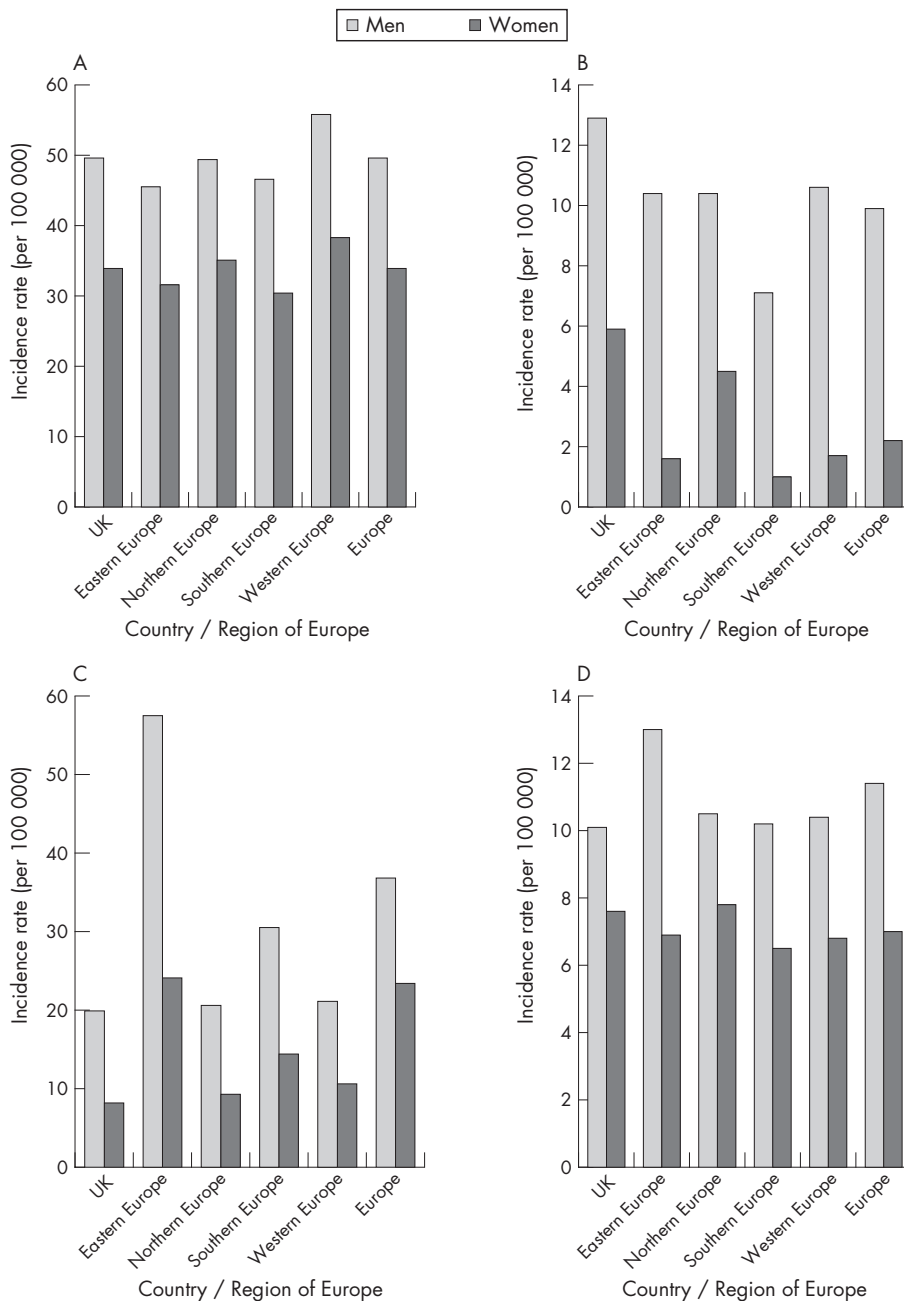 Men Women
A
60
50
40
30
20
10
0
Incidence rate (per 100 000)
UK
Eastern Europe
Northern Europe
Southern Europe
Western Europe
Europe
Country / Region of Europe
B
14
12
10
8
6
4
2
0
Incidence rate (per 100 000)
UK
Eastern Europe
Northern Europe
Southern Europe
Western Europe
Europe
Country / Region of Europe
C
60
50
40
30
20
10
0
Incidence rate (per 100 000)
UK
Eastern Europe
Northern Europe
Southern Europe
Western Europe
Europe
Country / Region of Europe
D
14
12
10
8
6
4
2
0
Incidence rate (per 100 000)
UK
Eastern Europe
Northern Europe
Southern Europe
Western Europe
Europe
Country / Region of Europe